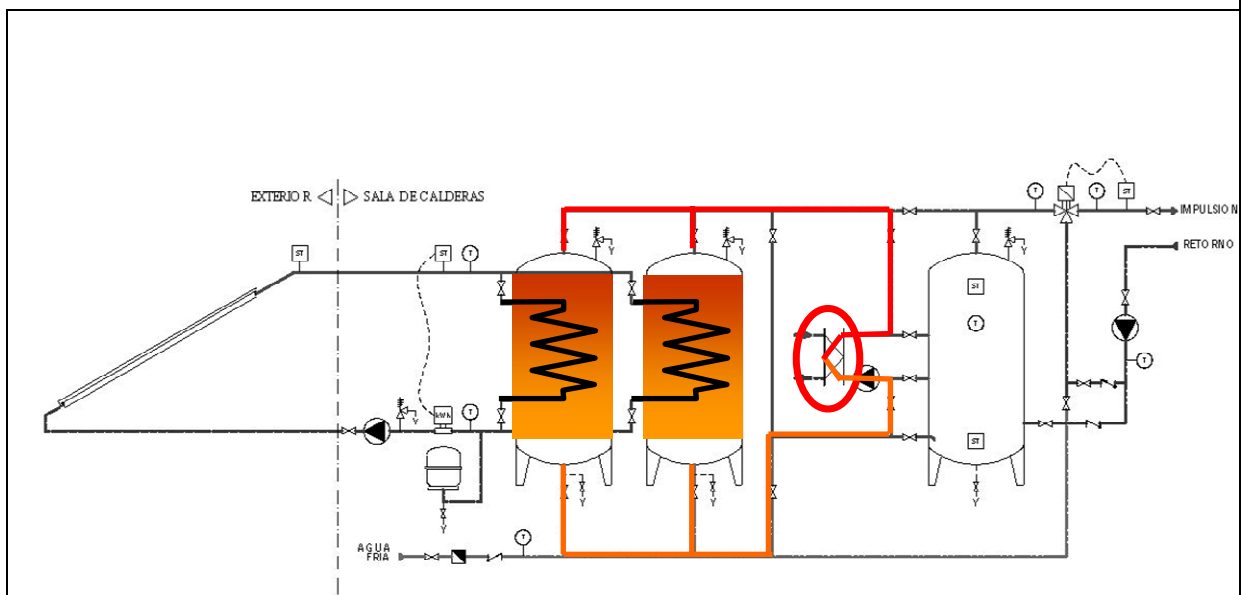 EXTERIOR
SALA DE CALDERAS
ST
ST
T
T
T
ST
IMPULSION
RETORNO
ST
T
T
kWh
T
ST
Y
Y
Y
Y
Y
Y
Y
Y
AGUA
FRIA
T